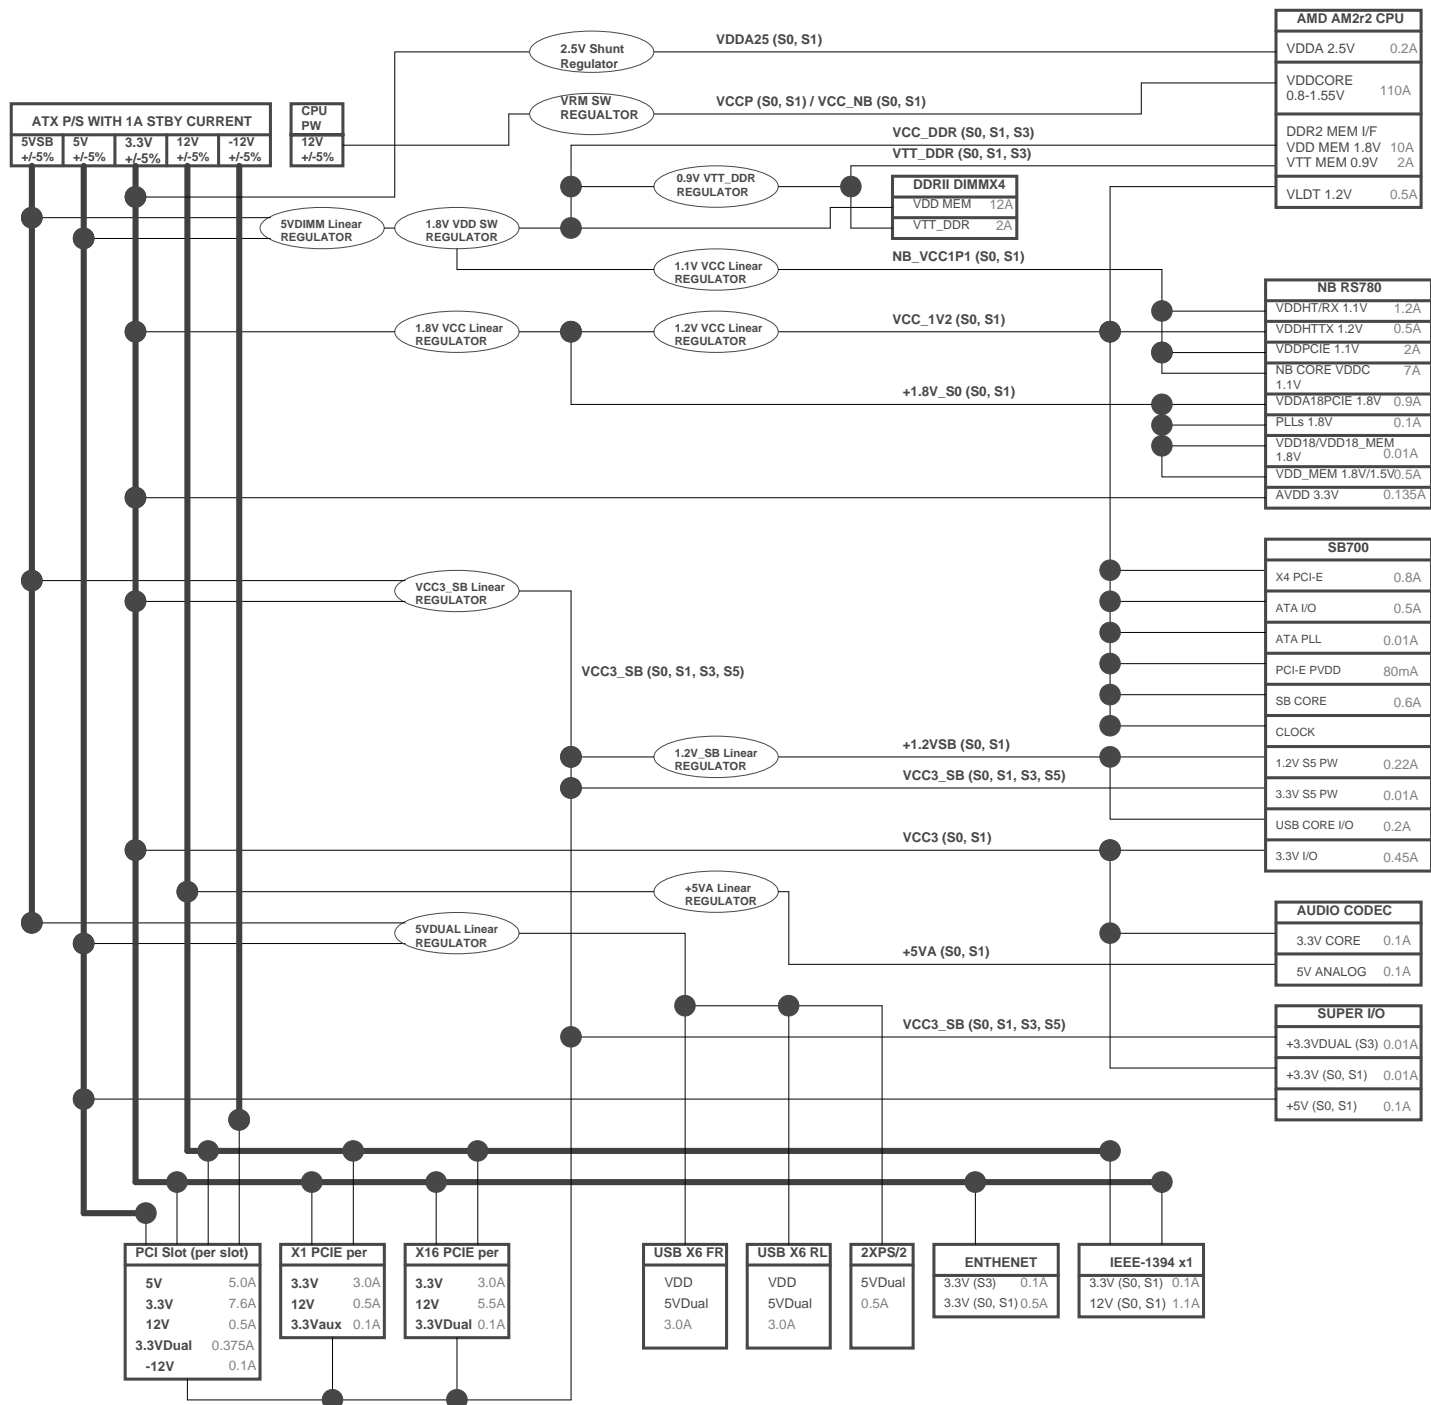 AMD AM2r2 CPU
VDDA 2.5V 0.2A
VDDCORE
0.8-1.55V 110A
DDR2 MEM I/F
VDD MEM 1.8V 10A
VTT MEM 0.9V 2A
VLDT 1.2V 0.5A
2.5V Shunt
Regulator
VDDA25 (S0, S1)
VRM SW
REGUALTOR
VCCP (S0, S1) / VCC_NB (S0, S1)
VCC_DDR (S0, S1, S3)
VTT_DDR (S0, S1, S3)
ATX P/S WITH 1A STBY CURRENT
5VSB
+/-5%
5V
+/-5%
3.3V
+/-5%
12V
+/-5%
-12V
+/-5%
CPU
PW
12V
+/-5%
0.9V VTT_DDR
REGULATOR
DDRII DIMMX4
VDD MEM 12A
VTT_DDR 2A
5VDIMM Linear
REGULATOR
1.8V VDD SW
REGULATOR
1.1V VCC Linear
REGULATOR
NB_VCC1P1 (S0, S1)
1.8V VCC Linear
REGULATOR
1.2V VCC Linear
REGULATOR
VCC_1V2 (S0, S1)
+1.8V_S0 (S0, S1)
NB RS780
VDDHT/RX 1.1V 1.2A
VDDHTTX 1.2V 0.5A
VDDPCIE 1.1V 2A
NB CORE VDDC 7A
1.1V
VDDA18PCIE 1.8V 0.9A
PLLs 1.8V 0.1A
VDD18/VDD18_MEM
1.8V 0.01A
VDD_MEM 1.8V/1.5V 0.5A
AVDD 3.3V 0.135A
SB700
X4 PCI-E 0.8A
ATA I/O 0.5A
ATA PLL 0.01A
PCI-E PVDD 80mA
SB CORE 0.6A
CLOCK
1.2V S5 PW 0.22A
3.3V S5 PW 0.01A
USB CORE I/O 0.2A
3.3V I/O 0.45A
VCC3_SB Linear
REGULATOR
VCC3_SB (S0, S1, S3, S5)
1.2V_SB Linear
REGULATOR
+1.2VSB (S0, S1)
VCC3_SB (S0, S1, S3, S5)
VCC3 (S0, S1)
+5VA Linear
REGULATOR
5VDUAL Linear
REGULATOR
+5VA (S0, S1)
AUDIO CODEC
3.3V CORE 0.1A
5V ANALOG 0.1A
VCC3_SB (S0, S1, S3, S5)
SUPER I/O
+3.3VDUAL (S3) 0.01A
+3.3V (S0, S1) 0.01A
+5V (S0, S1) 0.1A
PCI Slot (per slot)
5V 5.0A
3.3V 7.6A
12V 0.5A
3.3VDual 0.375A
-12V 0.1A
X1 PCIE per
3.3V 3.0A
12V 0.5A
3.3Vaux 0.1A
X16 PCIE per
3.3V 3.0A
12V 5.5A
3.3VDual 0.1A
USB X6 FR
VDD
5VDual
3.0A
USB X6 RL
VDD
5VDual
3.0A
2XPS/2
5VDual
0.5A
ENTHENET
3.3V (S3) 0.1A
3.3V (S0, S1) 0.5A
IEEE-1394 x1
3.3V (S0, S1) 0.1A
12V (S0, S1) 1.1A